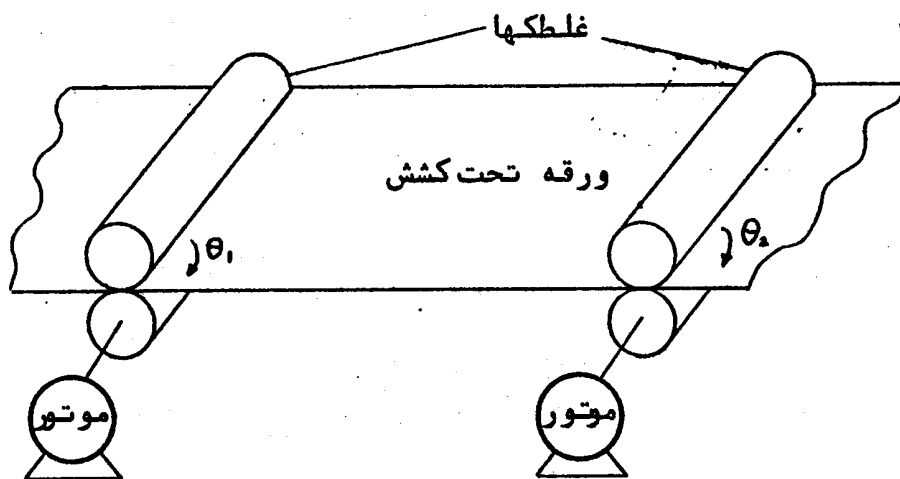 غلطکها
ورقه تحت کشش
θ₁
θ₂
موتور
موتور